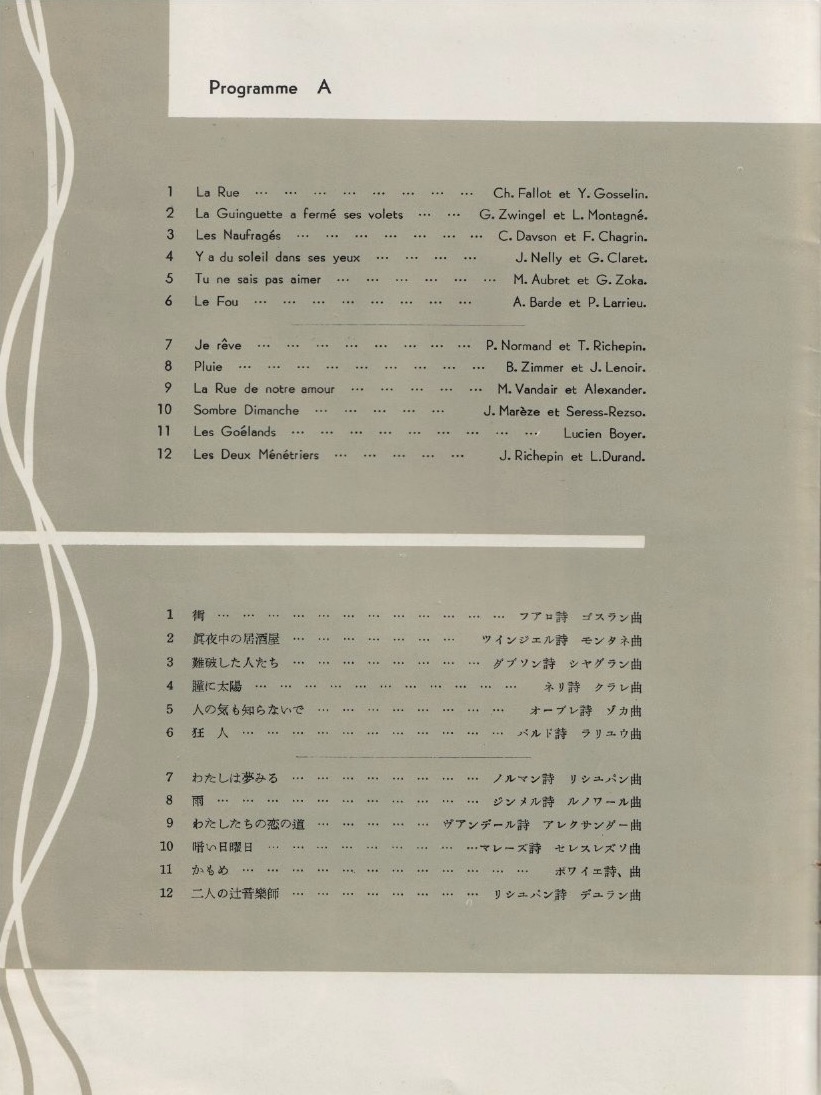 Programme A
1 La Rue ... ... ... ... ... ... ... ... Ch. Fallot et Y. Gosselin.
2 La Guinguette a fermé ses volets ... ... G. Zwingel et L. Montagné.
3 Les Naufragés ... ... ... ... ... ... ... C. Davson et F. Chagrin.
4 Y a du soleil dans ses yeux ... ... ... ... J. Nelly et G. Claret.
5 Tu ne sais pas aimer ... ... ... ... ... ... M. Aubret et G. Zoka.
6 Le Fou ... ... ... ... ... ... ... ... A. Barde et P. Larrieu.
7 Je rêve ... ... ... ... ... ... ... ... P. Normand et T. Richepin.
8 Pluie ... ... ... ... ... ... ... ... ... B. Zimmer et J. Lenoir.
9 La Rue de notre amour ... ... ... ... ... M. Vandair et Alexander.
10 Sombre Dimanche ... ... ... ... ... J. Marèze et Seress-Rezso.
11 Les Goélands ... ... ... ... ... ... ... ... ... Lucien Boyer.
12 Les Deux Ménétriers ... ... ... ... ... J. Richepin et L.Durand.
1 街 ... ... ... ... ... ... ... ... ... ... ... ... フアロ詩 ゴスラン曲
2 眞夜中の居酒屋 ... ... ... ... ... ... ... ツインジエル詩 モンタネ曲
3 難破した人たち ... ... ... ... ... ... ... ... ダブソン詩 シヤグラン曲
4 瞳に太陽 ... ... ... ... ... ... ... ... ... ... ... ネリ詩 クラレ曲
5 人の気も知らないで ... ... ... ... ... ... ... ... オーブレ詩 ゾカ曲
6 狂人 ... ... ... ... ... ... ... ... ... ... ... バルド詩 ラリユウ曲
7 わたしは夢みる ... ... ... ... ... ... ... ... ノルマン詩 リシユパン曲
8 雨 ... ... ... ... ... ... ... ... ... ... ... ジンメル詩 ルノワール曲
9 わたしたちの恋の道 ... ... ... ... ... ヴアンデール詩 アレクサンダー曲
10 暗い日曜日 ... ... ... ... ... ... ... ... ...マレーズ詩 セレスレズソ曲
11 かもめ ... ... ... ... ... ... ... ... ... ... ... ... ボワイエ詩、曲
12 二人の辻音樂師 ... ... ... ... ... ... ... ... リシユパン詩 デユラン曲